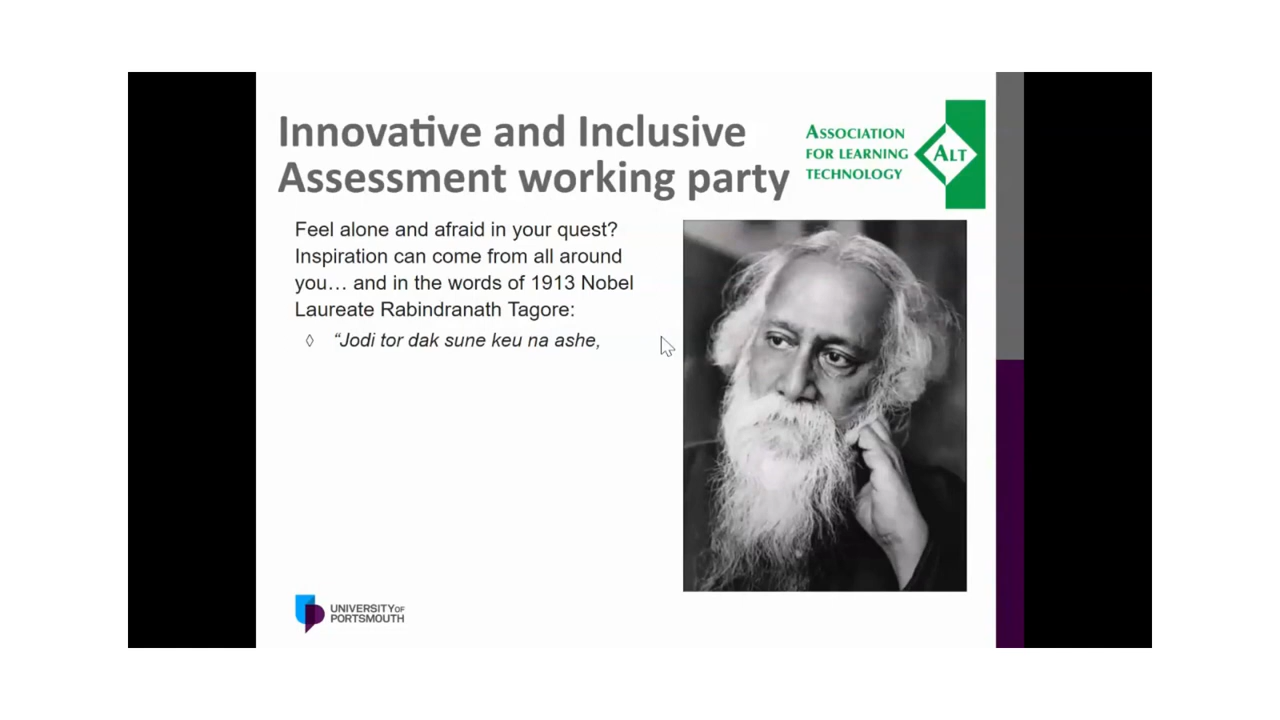 Innovative and Inclusive
Assessment working party
ASSOCIATION
FOR LEARNING
TECHNOLOGY
ALT
Feel alone and afraid in your quest?
Inspiration can come from all around
you… and in the words of 1913 Nobel
Laureate Rabindranath Tagore:
◊ “Jodi tor dak sune keu na ashe,
UNIVERSITY OF
PORTSMOUTH